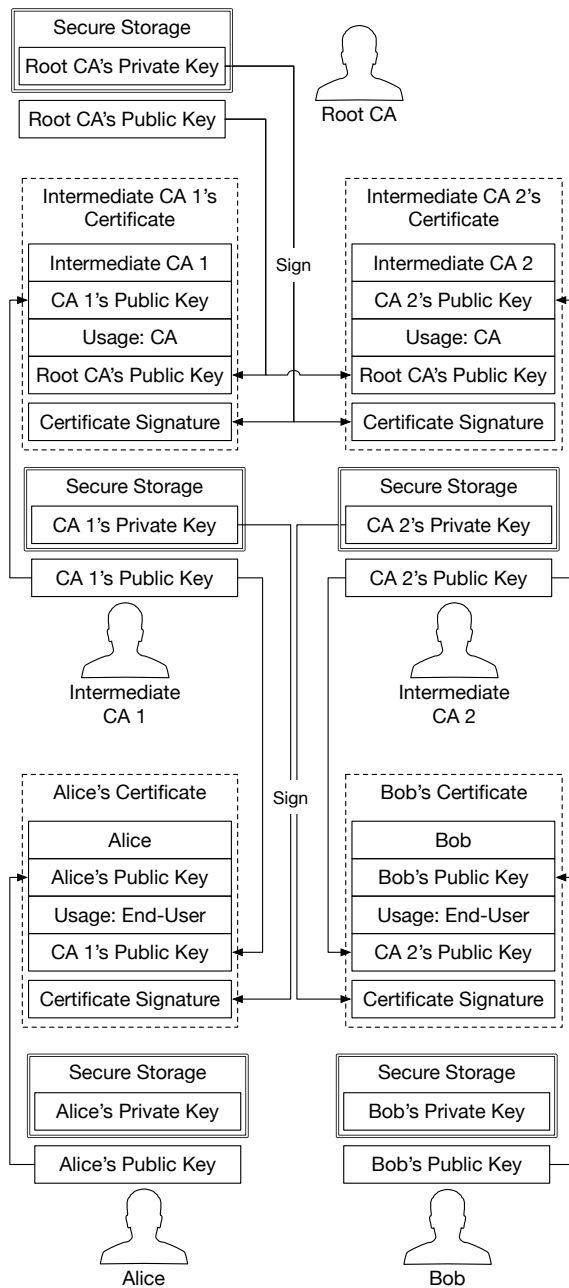 Secure Storage
Root CA's Private Key
Root CA
Root CA's Public Key
Intermediate CA 1's
Certificate
Intermediate CA 2's
Certificate
Intermediate CA 1
CA 1's Public Key
Usage: CA
Root CA's Public Key
Certificate Signature
Sign
Intermediate CA 2
CA 2's Public Key
Usage: CA
Root CA's Public Key
Certificate Signature
Secure Storage
CA 1's Private Key
CA 1's Public Key
Intermediate
CA 1
Secure Storage
CA 2's Private Key
CA 2's Public Key
Intermediate
CA 2
Alice's Certificate
Alice
Alice's Public Key
Usage: End-User
CA 1's Public Key
Certificate Signature
Sign
Bob's Certificate
Bob
Bob's Public Key
Usage: End-User
CA 2's Public Key
Certificate Signature
Secure Storage
Alice's Private Key
Alice's Public Key
Alice
Secure Storage
Bob's Private Key
Bob's Public Key
Bob